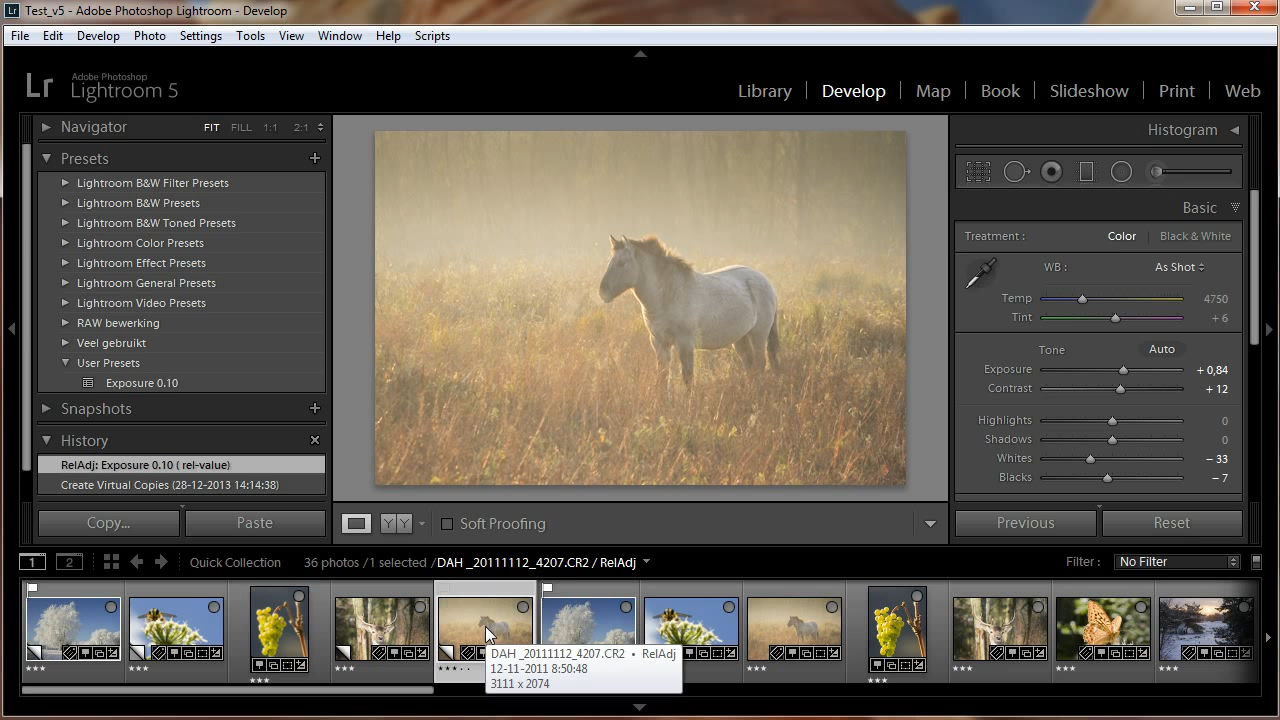 Lr Test_v5 - Adobe Photoshop Lightroom - Develop
File Edit Develop Photo Settings Tools View Window Help Scripts
Lr Adobe Photoshop
Lightroom 5
Library Develop Map Book Slideshow Print Web
Navigator FIT FILL 1:1 2:1
Presets
Lightroom B&W Filter Presets
Lightroom B&W Presets
Lightroom B&W Toned Presets
Lightroom Color Presets
Lightroom Effect Presets
Lightroom General Presets
Lightroom Video Presets
RAW bewerking
Veel gebruikt
User Presets
Exposure 0.10
Snapshots
History
RelAdj: Exposure 0.10 ( rel-value)
Create Virtual Copies (28-12-2013 14:14:38)
Copy... Paste
Y Y Soft Proofing
Histogram
Basic
Treatment : Color Black & White
WB : As Shot
Temp 4750
Tint + 6
Tone Auto
Exposure + 0,84
Contrast + 12
Highlights 0
Shadows 0
Whites − 33
Blacks − 7
Previous Reset
1 2 Quick Collection 36 photos / 1 selected / DAH _20111112_4207.CR2 / RelAdj Filter : No Filter
DAH _20111112_4207.CR2 • RelAdj
12-11-2011 8:50:48
3111 x 2074